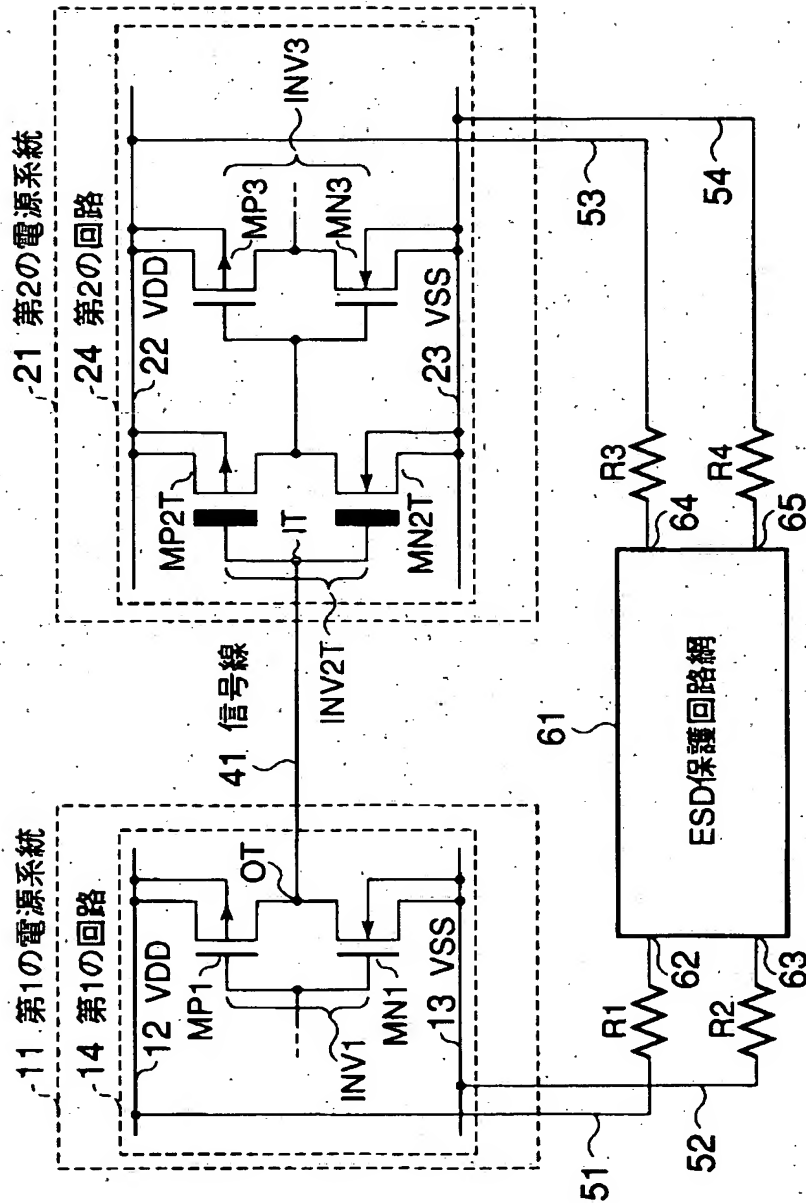 11 第1の電源系統
14 第1の回路
12 VDD
MP1
OT
INV1
MN1
13 VSS
41 信号線
21 第2の電源系統
24 第2の回路
22 VDD
MP2T
IT
INV2T
MN2T
MP3
INV3
MN3
23 VSS
51
52
53
54
R1
R2
62
63
61
ESD保護回路網
64
65
R3
R4